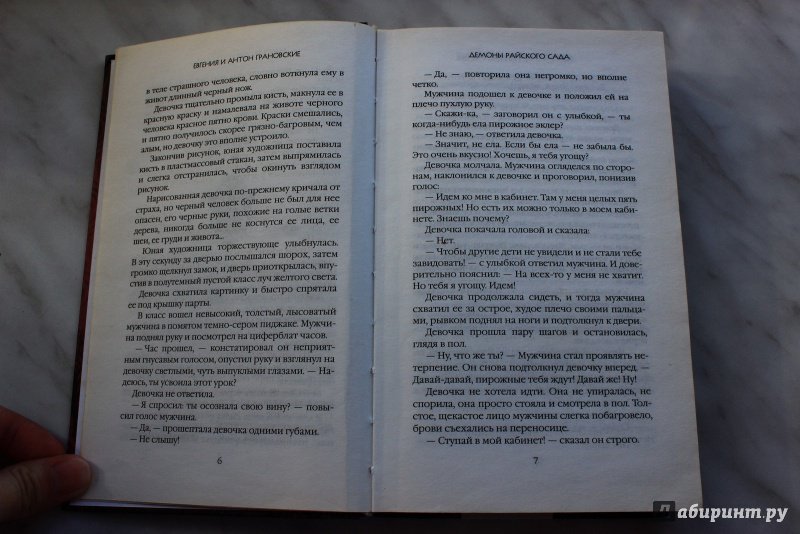 ЕВГЕНИЯ И АНТОН ГРАНОВСКИЕ
в теле страшного человека, словно воткнула ему в
живот длинный черный нож.
Девочка тщательно промыла кисть, макнула ее в
красную краску и намалевала на животе черного
человека красное пятно крови. Краски смешались,
и пятно получилось скорее грязно-багровым, чем
алым, но девочку это вполне устроило.
Закончив рисунок, юная художница поставила
кисть в пластмассовый стакан, затем выпрямилась
и слегка отстранилась, чтобы окинуть взглядом
рисунок.
Нарисованная девочка по-прежнему кричала от
страха, но черный человек больше не был для нее
опасен, его черные руки, похожие на голые ветки
дерева, никогда больше не коснутся ее лица, ее
шеи, ее груди и живота..
Юная художница торжествующе улыбнулась.
В эту секунду за дверью послышался шорох, затем
громко щелкнул замок, и дверь приоткрылась, впу-
стив в полутемный пустой класс луч желтого света.
Девочка схватила картинку и быстро спрятала
ее под крышку парты.
В класс вошел невысокий, толстый, лысоватый
мужчина в помятом темно-сером пиджаке. Мужчи-
на поднял руку и посмотрел на циферблат часов.
— Час прошел, — констатировал он неприят-
ным гнусавым голосом, опустил руку и взглянул на
девочку светлыми, чуть выпуклыми глазами. — На-
деюсь, ты усвоила этот урок?
Девочка не ответила.
— Я спросил: ты осознала свою вину? — повы-
сил голос мужчина.
— Да, — прошептала девочка одними губами.
— Не слышу!
6
ДЕМОНЫ РАЙСКОГО САДА
— Да, — повторила она негромко, но вполне
четко.
Мужчина подошел к девочке и положил ей на
плечо пухлую руку.
— Скажи-ка, — заговорил он с улыбкой, — ты
когда-нибудь ела пирожное эклер?
— Не знаю, — ответила девочка.
— Значит, не ела. Если бы ела — не забыла бы.
Это очень вкусно! Хочешь, я тебя угощу?
Девочка молчала. Мужчина огляделся по сторо-
нам, наклонился к девочке и проговорил, понизив
голос:
— Идем ко мне в кабинет. Там у меня целых пять
пирожных! Но есть их можно только в моем каби-
нете. Знаешь почему?
Девочка покачала головой и сказала:
— Нет.
— Чтобы другие дети не увидели и не стали тебе
завидовать! — с улыбкой ответил мужчина. И дове-
рительно пояснил: — На всех-то у меня не хватит.
Но тебя я угощу. Идем!
Девочка продолжала сидеть, и тогда мужчина
схватил ее за острое, худое плечо своими пальца-
ми, рывком поднял на ноги и подтолкнул к двери.
Девочка прошла пару шагов и остановилась,
глядя в пол.
— Ну, что же ты? — Мужчина стал проявлять не-
терпение. Он снова подтолкнул девочку вперед. —
Давай-давай, пирожные тебя ждут! Давай же! Ну!
Девочка не хотела идти. Она не упиралась, не
спорила, она просто стояла и смотрела в пол. Тол-
стое, щекастое лицо мужчины слегка побагровело,
брови съехались на переносице.
— Ступай в мой кабинет! — сказал он строго.
7
Лабиринт.ру